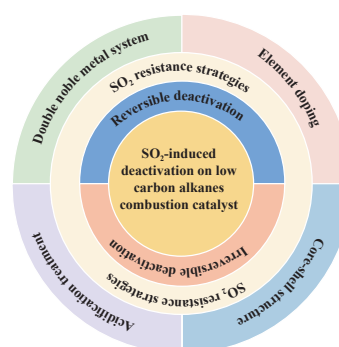 Double noble metal system
Element doping
SO₂ resistance strategies
Reversible deactivation
SO₂-induced
deactivation on low
carbon alkanes
combustion catalyst
Irreversible deactivation
SO₂ resistance strategies
Acidification treatment
Core-shell structure